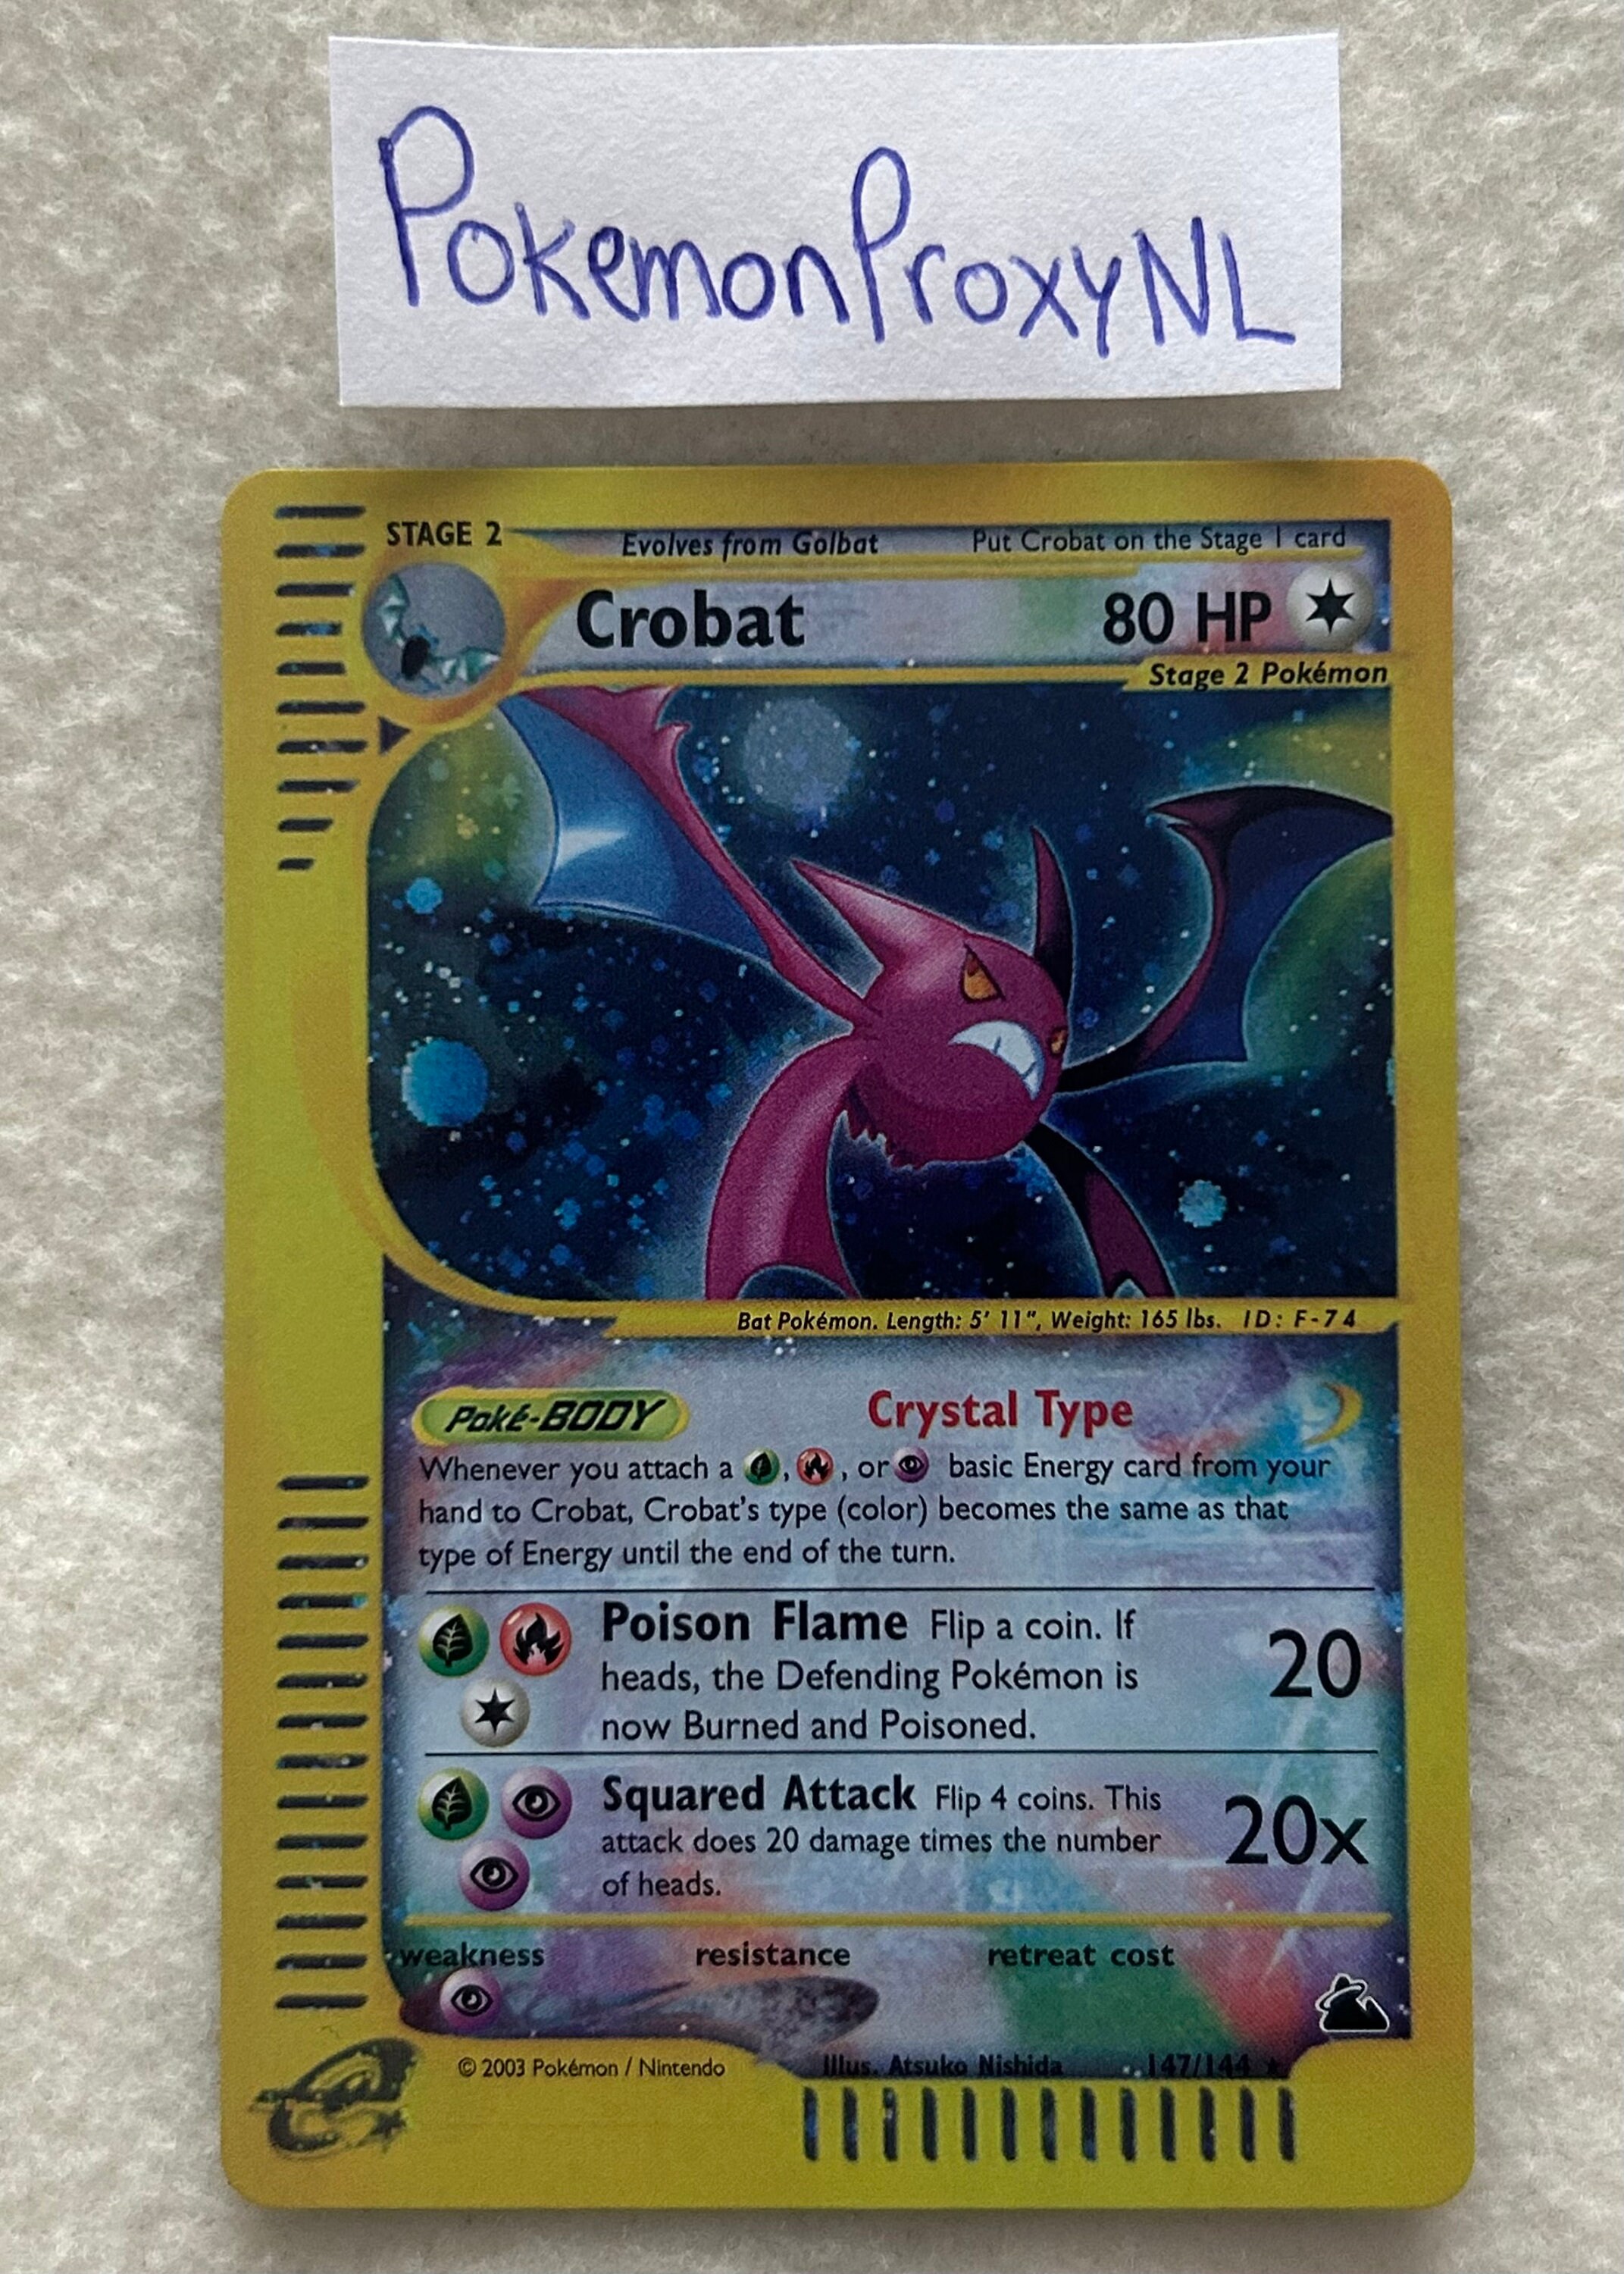 PokemonProxyNL
STAGE 2 Evolves from Golbat Put Crobat on the Stage 1 card
Crobat 80 HP
Stage 2 Pokémon
Bat Pokémon. Length: 5' 11", Weight: 165 lbs. ID: F-74
Poké-BODY Crystal Type
Whenever you attach a , , or basic Energy card from your
hand to Crobat, Crobat's type (color) becomes the same as that
type of Energy until the end of the turn.
Poison Flame Flip a coin. If
heads, the Defending Pokémon is 20
now Burned and Poisoned.
Squared Attack Flip 4 coins. This
attack does 20 damage times the number 20x
of heads.
weakness resistance retreat cost
© 2003 Pokémon / Nintendo Illus. Atsuko Nishida 147/144 ★